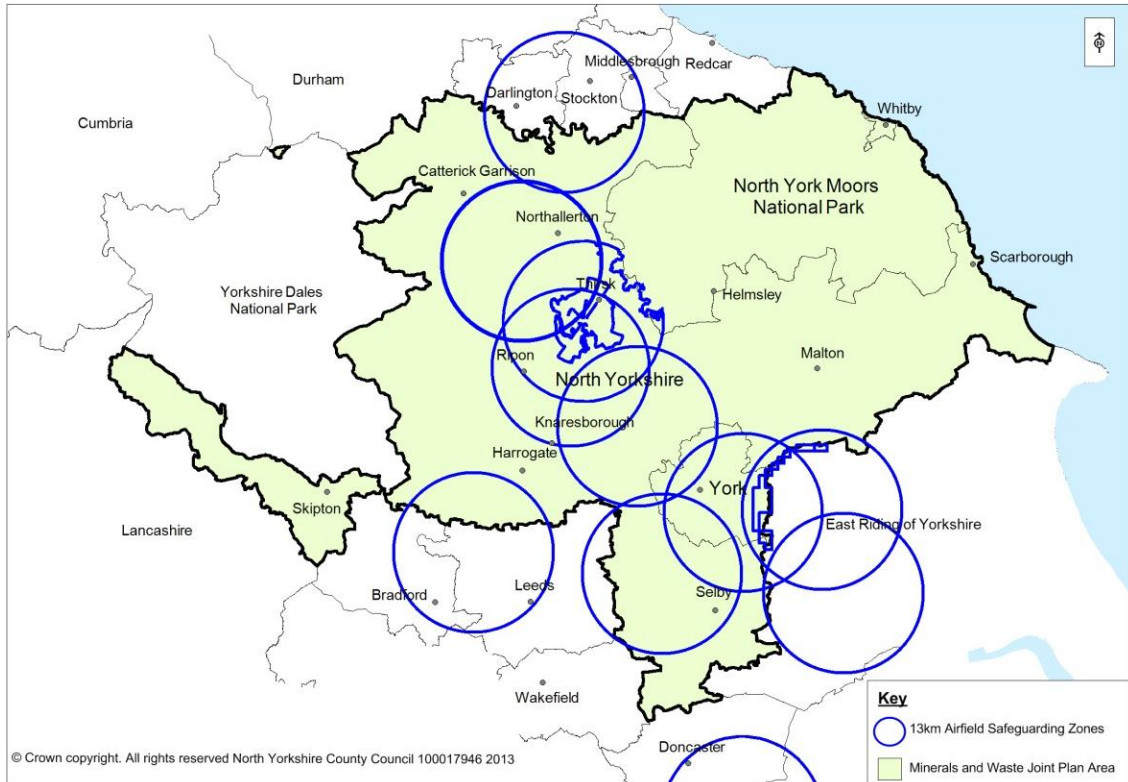 Durham
Middlesbrough
Redcar
Darlington
Stockton
Cumbria
Whitby
Catterick Garrison
North York Moors
National Park
Northallerton
Scarborough
Yorkshire Dales
National Park
Thirsk
Helmsley
Ripon
North Yorkshire
Malton
Knaresborough
Harrogate
York
Skipton
Lancashire
East Riding of Yorkshire
Bradford
Leeds
Selby
Wakefield
Doncaster
Key
13km Airfield Safeguarding Zones
Minerals and Waste Joint Plan Area
© Crown copyright. All rights reserved North Yorkshire County Council 100017946 2013